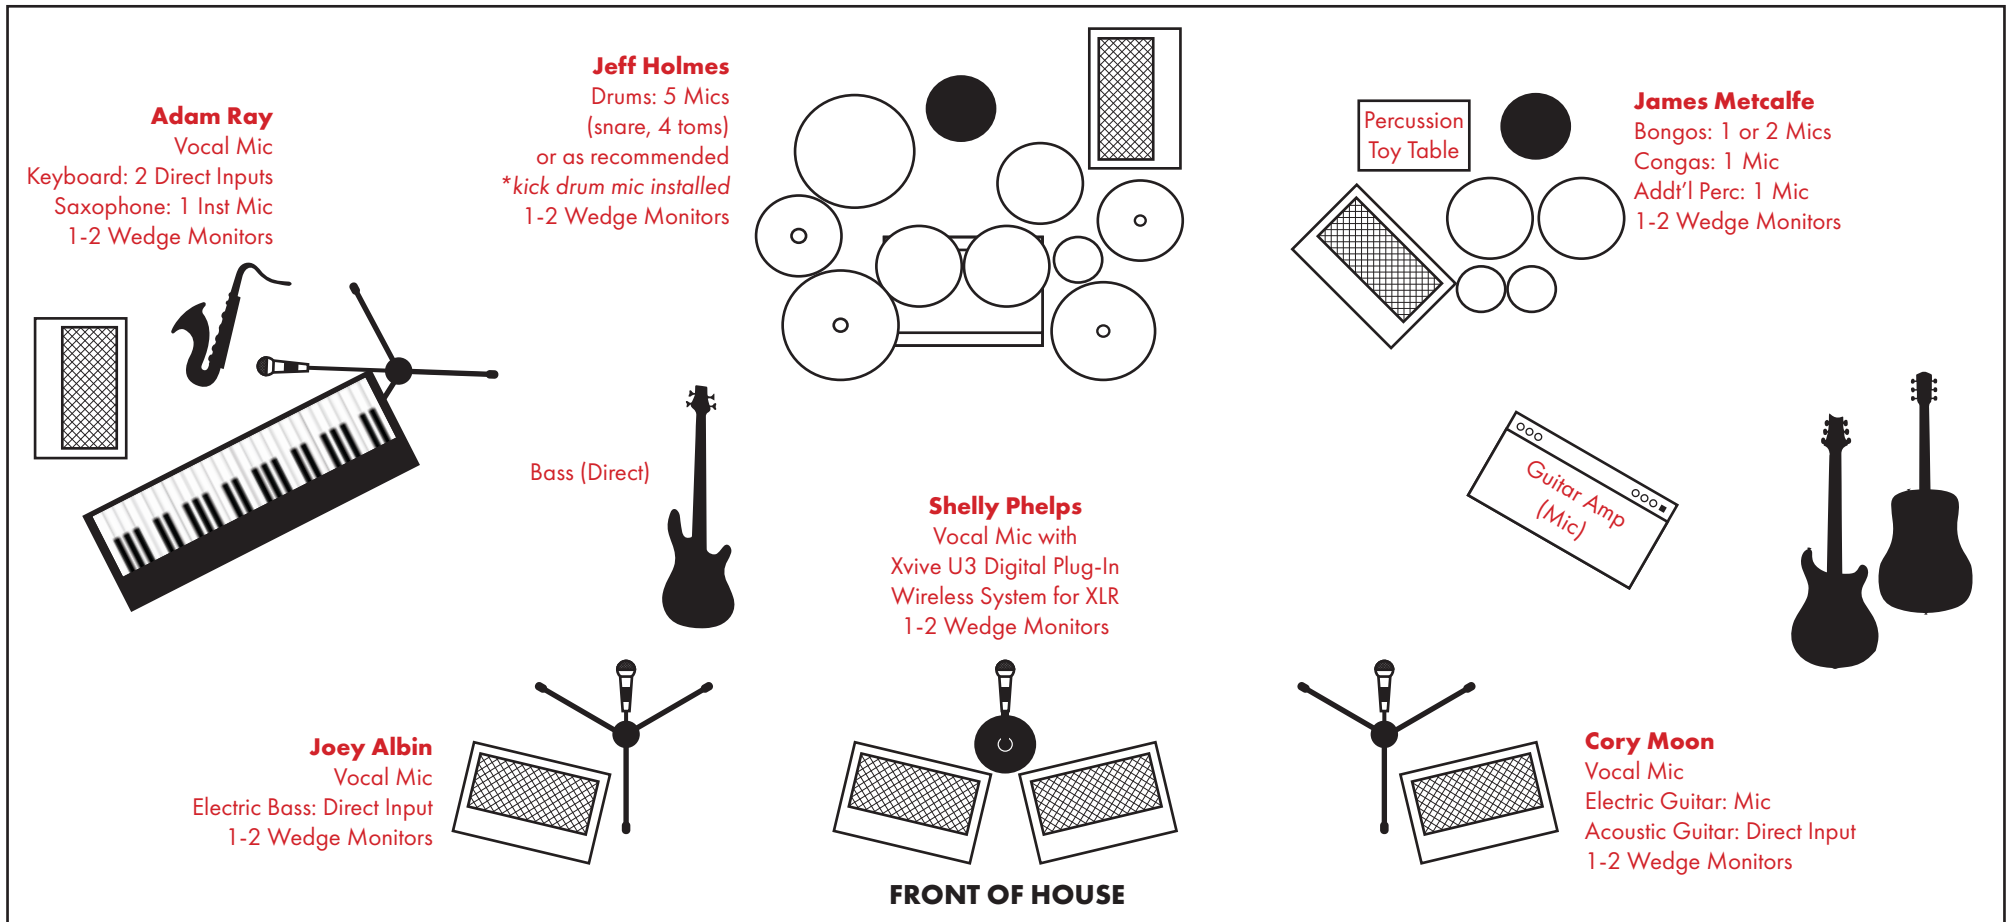 Adam Ray
Vocal Mic
Keyboard: 2 Direct Inputs
Saxophone: 1 Inst Mic
1-2 Wedge Monitors
Jeff Holmes
Drums: 5 Mics
(snare, 4 toms)
or as recommended
*kick drum mic installed
1-2 Wedge Monitors
Percussion
Toy Table
James Metcalfe
Bongos: 1 or 2 Mics
Congas: 1 Mic
Addt'l Perc: 1 Mic
1-2 Wedge Monitors
Bass (Direct)
Shelly Phelps
Vocal Mic with
Xvive U3 Digital Plug-In
Wireless System for XLR
1-2 Wedge Monitors
Guitar Amp
(Mic)
Joey Albin
Vocal Mic
Electric Bass: Direct Input
1-2 Wedge Monitors
Cory Moon
Vocal Mic
Electric Guitar: Mic
Acoustic Guitar: Direct Input
1-2 Wedge Monitors
FRONT OF HOUSE